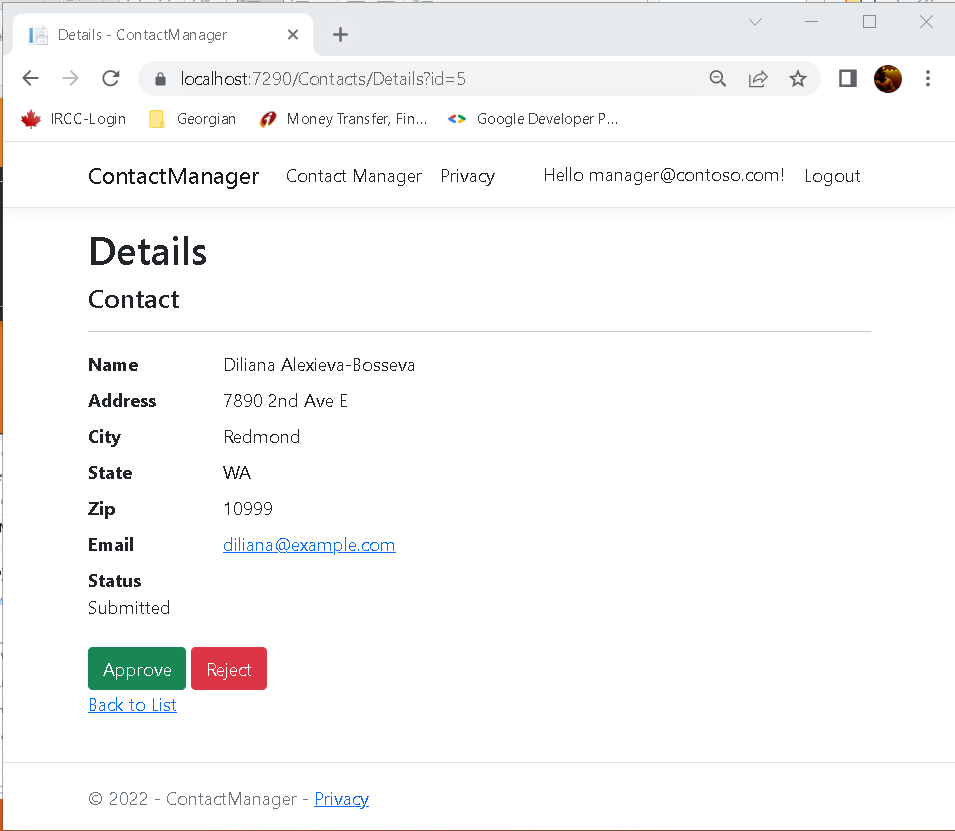 Details - ContactManager
localhost:7290/Contacts/Details?id=5
IRCC-Login Georgian Money Transfer, Fin... Google Developer P...
ContactManager Contact Manager Privacy Hello manager@contoso.com! Logout
Details
Contact
Name Diliana Alexieva-Bosseva
Address 7890 2nd Ave E
City Redmond
State WA
Zip 10999
Email diliana@example.com
Status
Submitted
Approve Reject
Back to List
© 2022 - ContactManager - Privacy